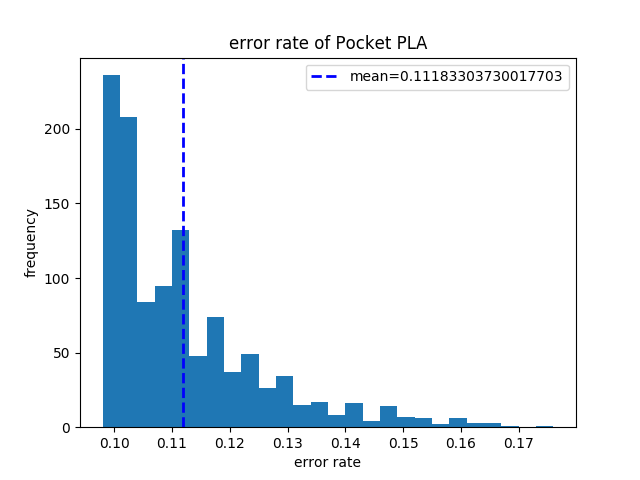 error rate of Pocket PLA
mean=0.11183303730017703
200
150
100
50
0
frequency
0.10 0.11 0.12 0.13 0.14 0.15 0.16 0.17
error rate